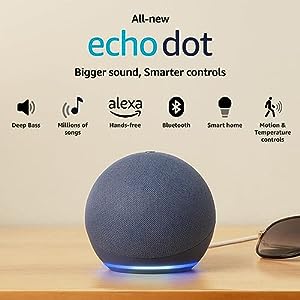 All-new
echo dot
Bigger sound, Smarter controls
Deep Bass
Millions of
songs
alexa
Hands-free
Bluetooth
Smart home
Motion &
Temperature
controls